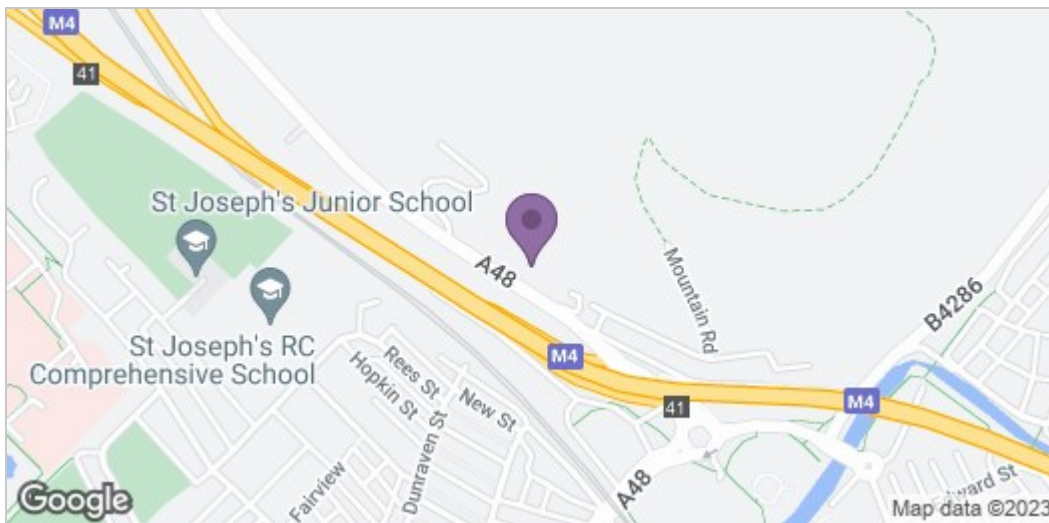 M4
41
St Joseph's Junior School
A48
Mountain Rd
B4286
St Joseph's RC
Comprehensive School
M4
Rees St
Hopkin St
New St
41
M4
Dunraven St
Fairview
A48
Google
Map data ©2023